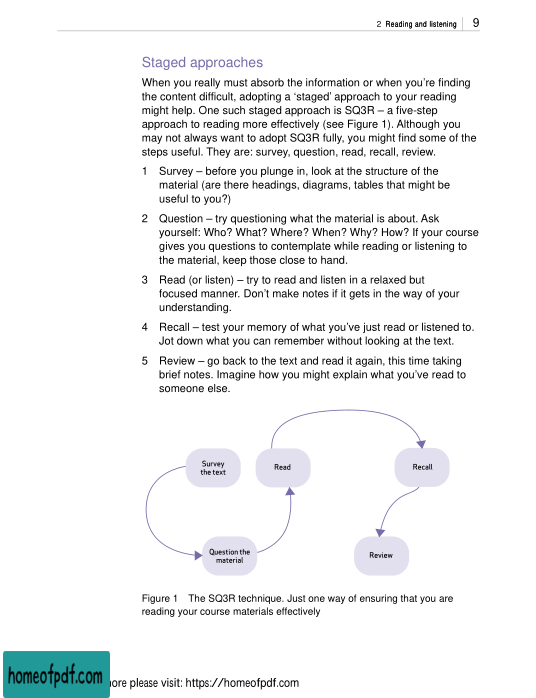 2 Reading and listening 9
Staged approaches
When you really must absorb the information or when you're finding
the content difficult, adopting a 'staged' approach to your reading
might help. One such staged approach is SQ3R – a five-step
approach to reading more effectively (see Figure 1). Although you
may not always want to adopt SQ3R fully, you might find some of the
steps useful. They are: survey, question, read, recall, review.
1 Survey – before you plunge in, look at the structure of the
material (are there headings, diagrams, tables that might be
useful to you?)
2 Question – try questioning what the material is about. Ask
yourself: Who? What? Where? When? Why? How? If your course
gives you questions to contemplate while reading or listening to
the material, keep those close to hand.
3 Read (or listen) – try to read and listen in a relaxed but
focused manner. Don't make notes if it gets in the way of your
understanding.
4 Recall – test your memory of what you've just read or listened to.
Jot down what you can remember without looking at the text.
5 Review – go back to the text and read it again, this time taking
brief notes. Imagine how you might explain what you've read to
someone else.
Survey
the text
Read
Recall
Question the
material
Review
Figure 1 The SQ3R technique. Just one way of ensuring that you are
reading your course materials effectively
homeofpdf.com
please visit: https://homeofpdf.com